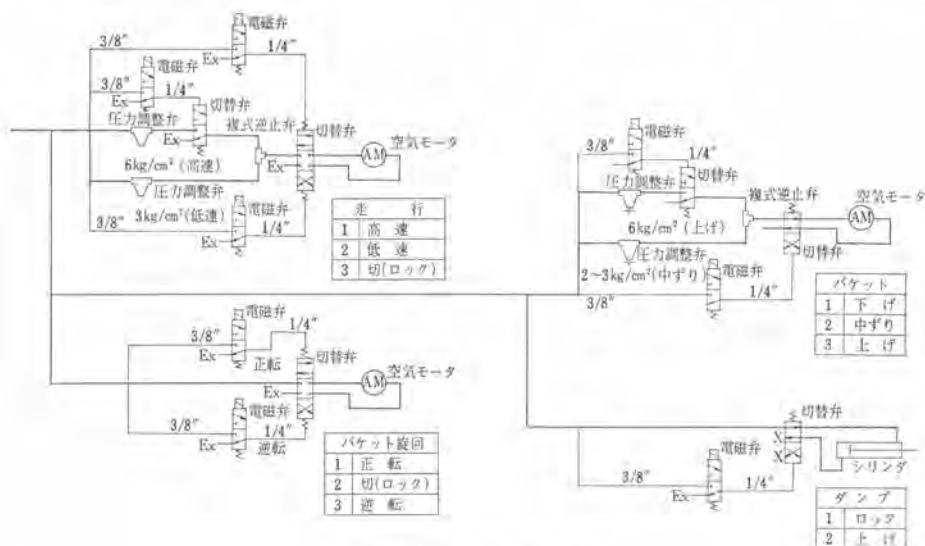 電磁弁
3/8″
1/4″
Ex
電磁弁
3/8″
1/4″
Ex
切替弁
圧力調整弁
Ex
複式逆止弁
切替弁
空気モータ
AM
Ex
6kg/cm²(高速)
圧力調整弁
3kg/cm²(低速)
電磁弁
3/8″
1/4″
Ex
走 行
1 高 速
2 低 速
3 切(ロック)
電磁弁
3/8″
1/4″
切替弁
圧力調整弁
複式逆止弁
空気モータ
AM
6kg/cm²(上げ)
圧力調整弁
切替弁
2~3kg/cm²(中ずり)
電磁弁
3/8″
1/4″
バケット
1 下 げ
2 中ずり
3 上 げ
電磁弁
1/4″
3/8″
Ex
正転
切替弁
空気モータ
AM
Ex
電磁弁
3/8″
1/4″
Ex
逆転
バケット旋回
1 正 転
2 切(ロック)
3 逆 転
切替弁
電磁弁
X
X
シリンダ
3/8″
1/4″
Ex
ダンプ
1 ロック
2 上 げ